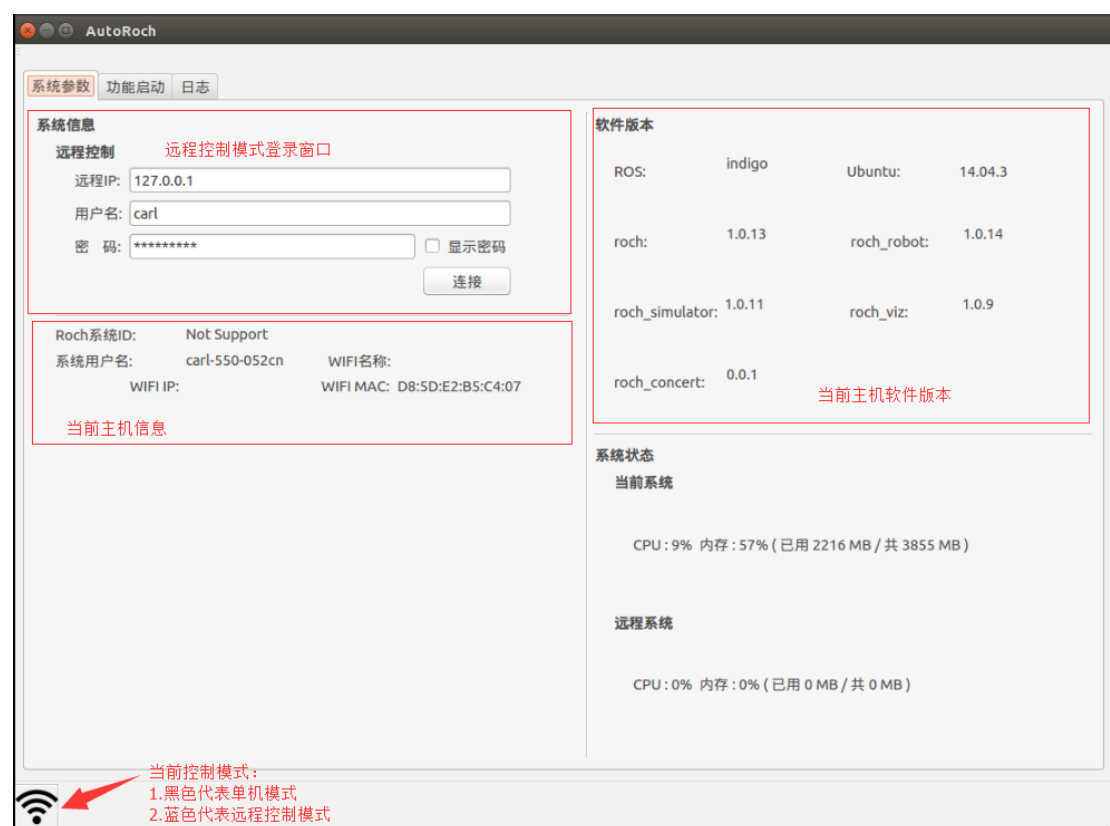 AutoRoch
系统参数 功能启动 日志
系统信息
远程控制 远程控制模式登录窗口
远程IP: 127.0.0.1
用户名: carl
密 码: ********* 显示密码
连接
Roch系统ID: Not Support
系统用户名: carl-550-052cn WIFI名称:
WIFI IP: WIFI MAC: D8:5D:E2:B5:C4:07
当前主机信息
软件版本
ROS: indigo Ubuntu: 14.04.3
roch: 1.0.13 roch_robot: 1.0.14
roch_simulator: 1.0.11 roch_viz: 1.0.9
roch_concert: 0.0.1
当前主机软件版本
系统状态
当前系统
CPU : 9% 内存 : 57% ( 已用 2216 MB / 共 3855 MB )
远程系统
CPU : 0% 内存 : 0% ( 已用 0 MB / 共 0 MB )
当前控制模式：
1.黑色代表单机模式
2.蓝色代表远程控制模式